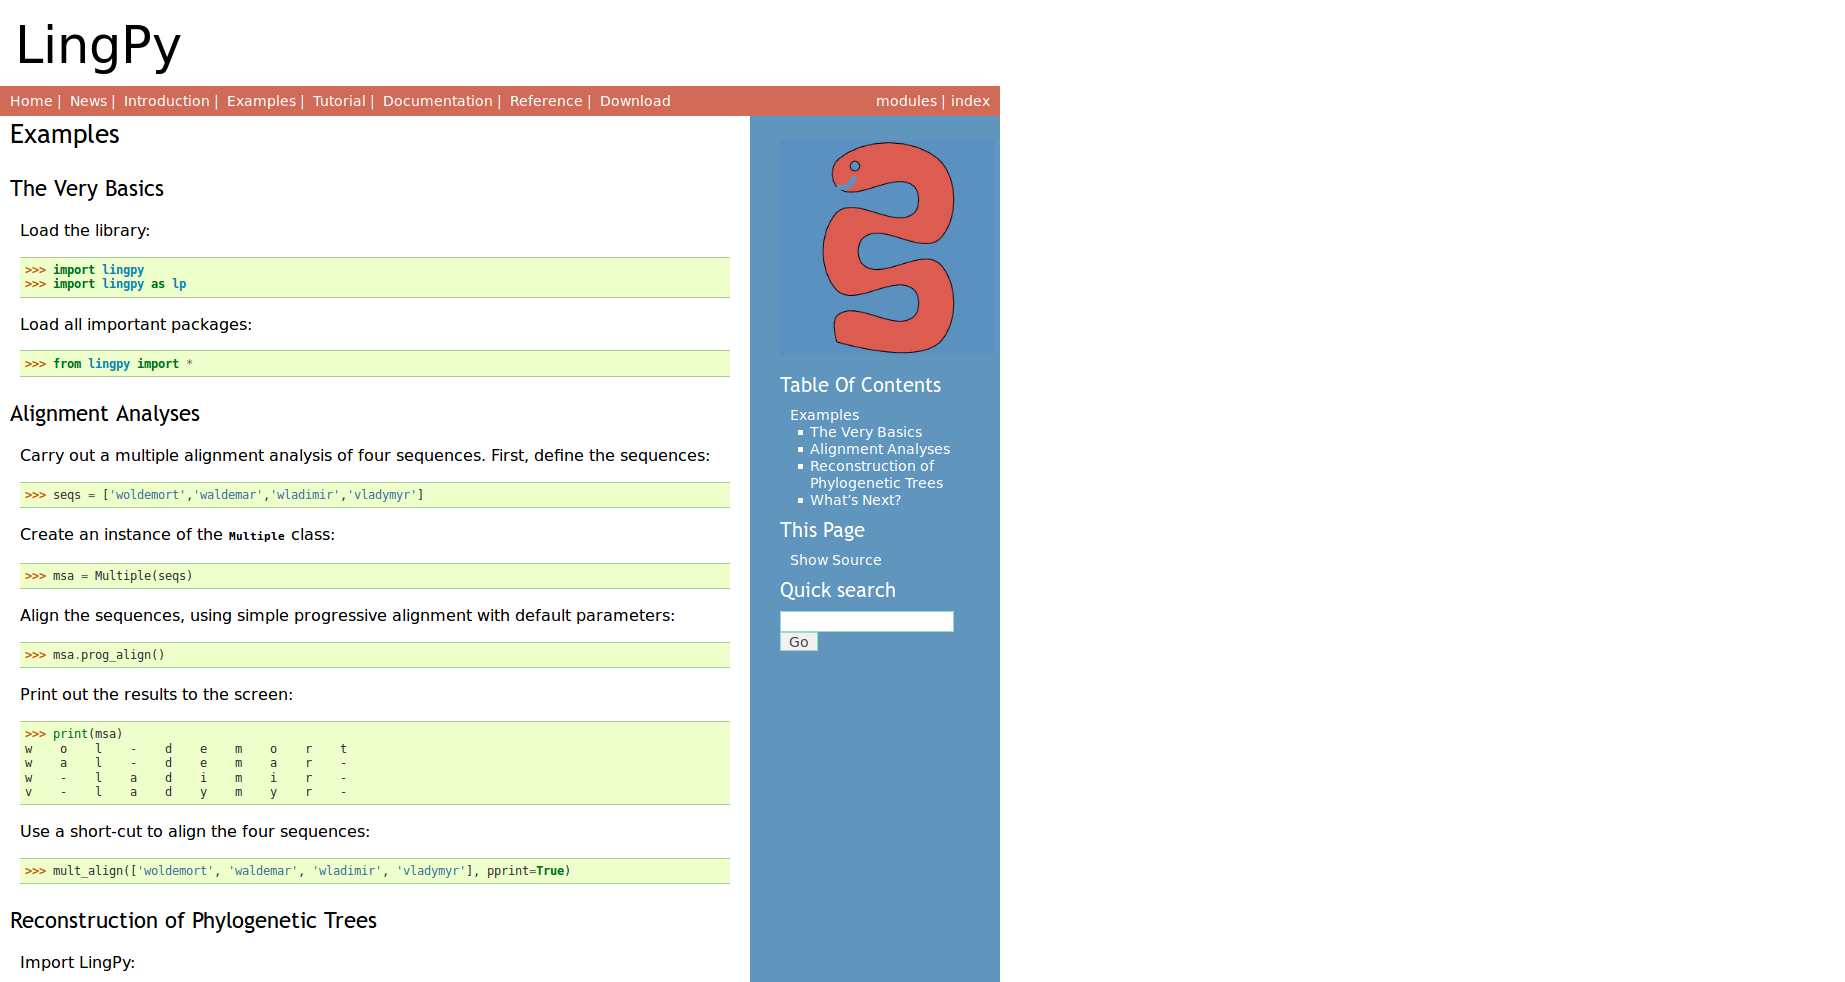 LingPy
Home | News | Introduction | Examples | Tutorial | Documentation | Reference | Download modules | index
Examples
The Very Basics
Load the library:
>>> import lingpy
>>> import lingpy as lp
Load all important packages:
>>> from lingpy import *
Alignment Analyses
Carry out a multiple alignment analysis of four sequences. First, define the sequences:
>>> seqs = ['woldemort','waldemar','wladimir','vladymyr']
Create an instance of the Multiple class:
>>> msa = Multiple(seqs)
Align the sequences, using simple progressive alignment with default parameters:
>>> msa.prog_align()
Print out the results to the screen:
>>> print(msa)
w o l - d e m o r t
w a l - d e m a r -
w - l a d i m i r -
v - l a d y m y r -
Use a short-cut to align the four sequences:
>>> mult_align(['woldemort', 'waldemar', 'wladimir', 'vladymyr'], pprint=True)
Reconstruction of Phylogenetic Trees
Import LingPy:
Table Of Contents
Examples
The Very Basics
Alignment Analyses
Reconstruction of
Phylogenetic Trees
What's Next?
This Page
Show Source
Quick search
Go